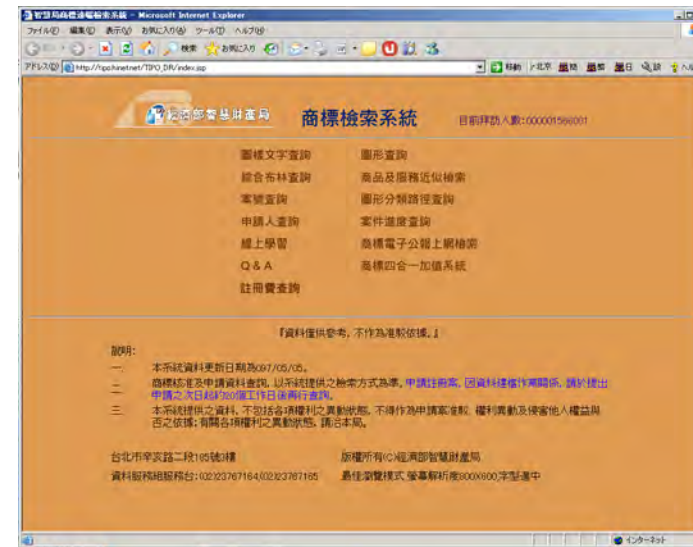 智慧局商標遠端檢索系統 - Microsoft Internet Explorer
ファイル(F) 編集(E) 表示(V) お気に入り(A) ツール(T) ヘルプ(H)
検索 お気に入り
アドレス(D) http://tipo.hinet.net/TIPO_DR/index.jsp 移動
經濟部智慧財產局 商標檢索系統 目前拜訪人數:000001566001
圖樣文字查詢 圖形查詢
綜合布林查詢 商品及服務近似檢索
案號查詢 圖形分類路徑查詢
申請人查詢 案件進度查詢
線上學習 商標電子公報上網檢索
Q & A 商標四合一加值系統
註冊費查詢
『資料僅供參考, 不作為准駁依據。』
說明:
一、 本系統資料更新日期為097/05/05。
二、 商標核准及申請資料查詢, 以系統提供之檢索方式為準, 申請註冊案, 因資料建檔作業關係, 請於提出
申請之次日起約20個工作日後再行查詢。
三、 本系統提供之資料, 不包括各項權利之異動狀態, 不得作為申請案准駁、權利異動及侵害他人權益與
否之依據;有關各項權利之異動狀態, 請洽本局。
台北市辛亥路二段185號3樓 版權所有(C)經濟部智慧財產局
資料服務組服務台:(02)23767164,(02)23767165 最佳瀏覽模式:螢幕解析度800X600,字型選中
インターネット